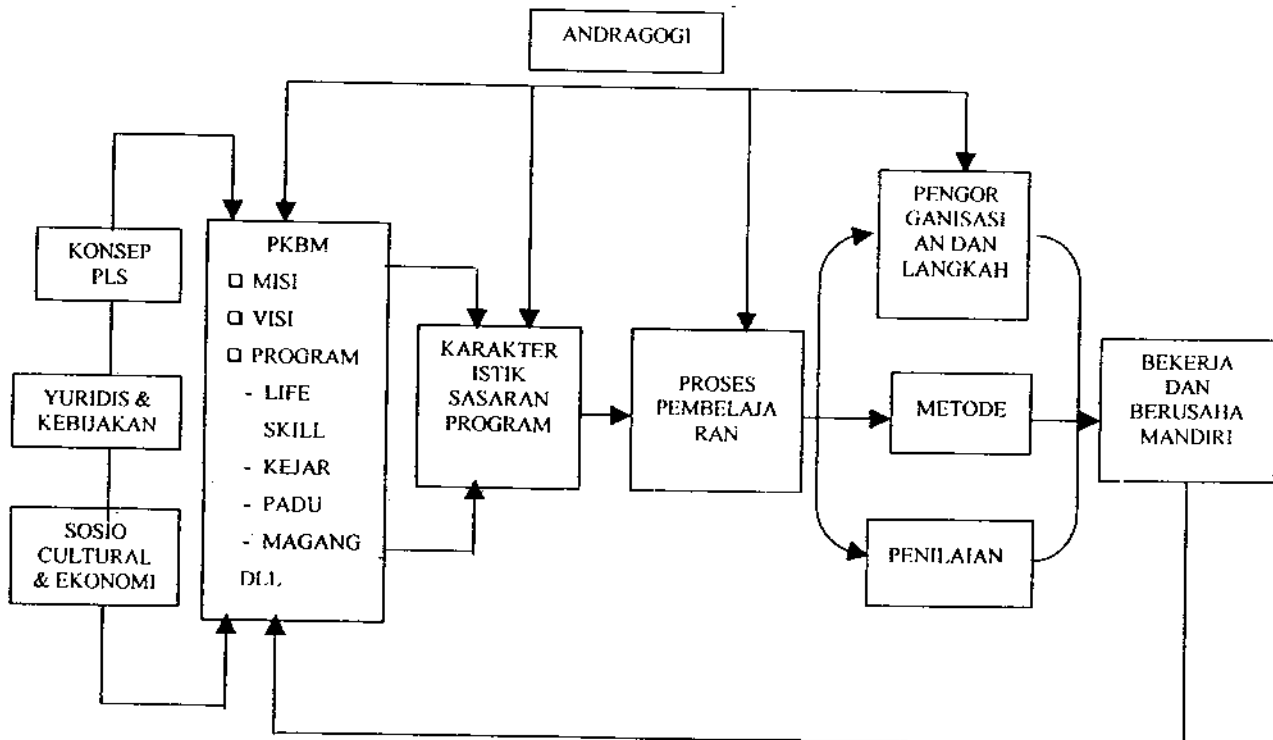 ANDRAGOGI
KONSEP
PLS
YURIDIS &
KEBIJAKAN
SOSIO
CULTURAL
& EKONOMI
PKBM
❑ MISI
❑ VISI
❑ PROGRAM
- LIFE
SKILL
- KEJAR
- PADU
- MAGANG
DLL
KARAKTER
ISTIK
SASARAN
PROGRAM
PROSES
PEMBELAJA
RAN
PENGOR
GANISASI
AN DAN
LANGKAH
METODE
PENILAIAN
BEKERJA
DAN
BERUSAHA
MANDIRI